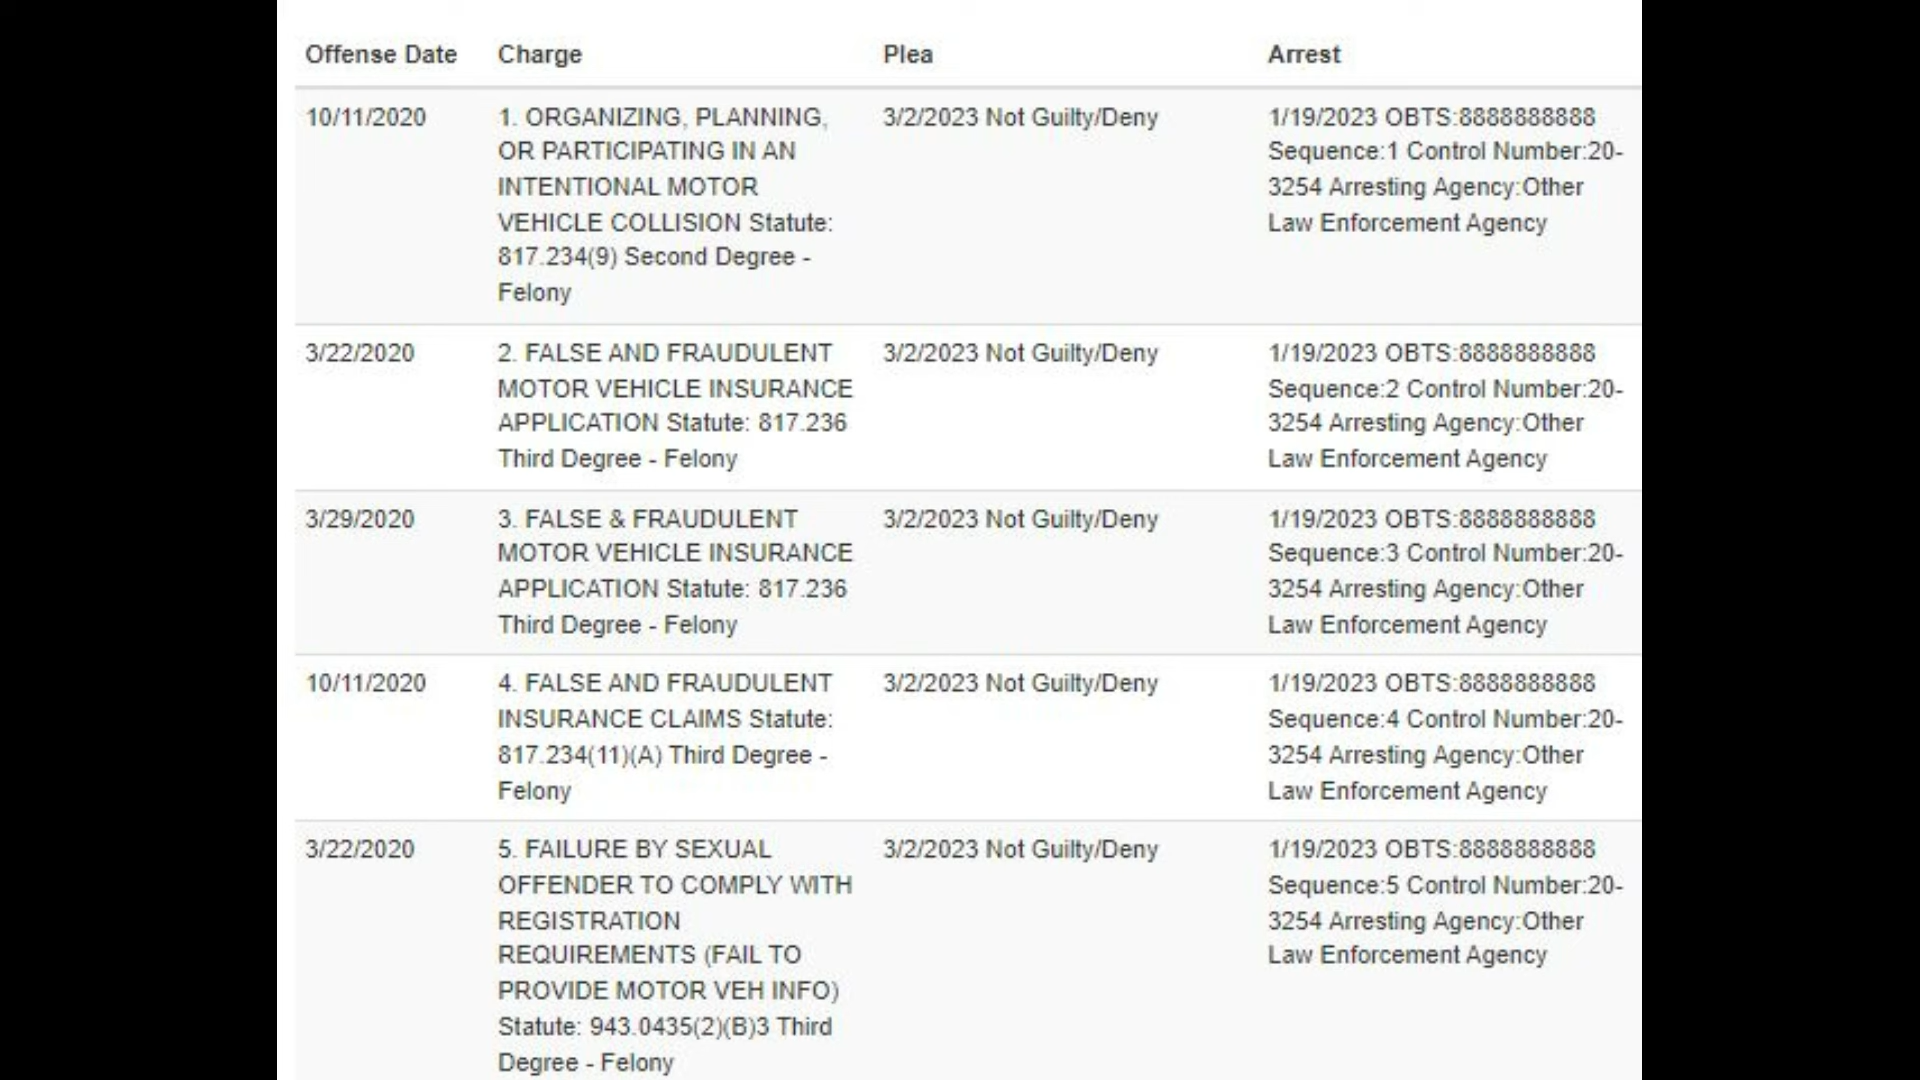 Offense Date Charge Plea Arrest
10/11/2020 1. ORGANIZING, PLANNING, 3/2/2023 Not Guilty/Deny 1/19/2023 OBTS:8888888888
OR PARTICIPATING IN AN Sequence:1 Control Number:20-
INTENTIONAL MOTOR 3254 Arresting Agency:Other
VEHICLE COLLISION Statute: Law Enforcement Agency
817.234(9) Second Degree -
Felony
3/22/2020 2. FALSE AND FRAUDULENT 3/2/2023 Not Guilty/Deny 1/19/2023 OBTS:8888888888
MOTOR VEHICLE INSURANCE Sequence:2 Control Number:20-
APPLICATION Statute: 817.236 3254 Arresting Agency:Other
Third Degree - Felony Law Enforcement Agency
3/29/2020 3. FALSE & FRAUDULENT 3/2/2023 Not Guilty/Deny 1/19/2023 OBTS:8888888888
MOTOR VEHICLE INSURANCE Sequence:3 Control Number:20-
APPLICATION Statute: 817.236 3254 Arresting Agency:Other
Third Degree - Felony Law Enforcement Agency
10/11/2020 4. FALSE AND FRAUDULENT 3/2/2023 Not Guilty/Deny 1/19/2023 OBTS:8888888888
INSURANCE CLAIMS Statute: Sequence:4 Control Number:20-
817.234(11)(A) Third Degree - 3254 Arresting Agency:Other
Felony Law Enforcement Agency
3/22/2020 5. FAILURE BY SEXUAL 3/2/2023 Not Guilty/Deny 1/19/2023 OBTS:8888888888
OFFENDER TO COMPLY WITH Sequence:5 Control Number:20-
REGISTRATION 3254 Arresting Agency:Other
REQUIREMENTS (FAIL TO Law Enforcement Agency
PROVIDE MOTOR VEH INFO)
Statute: 943.0435(2)(B)3 Third
Degree - Felony